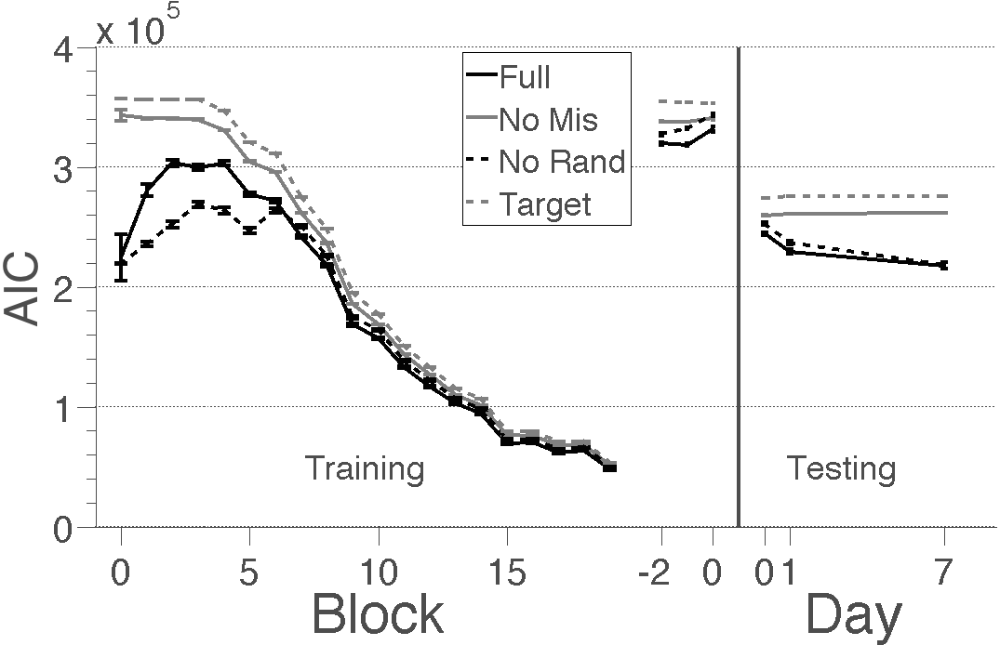 x 10^5
4
3
2
1
0
AIC
Full
No Mis
No Rand
Target
Training
Testing
0 5 10 15 -2 0 0 1 7
Block Day